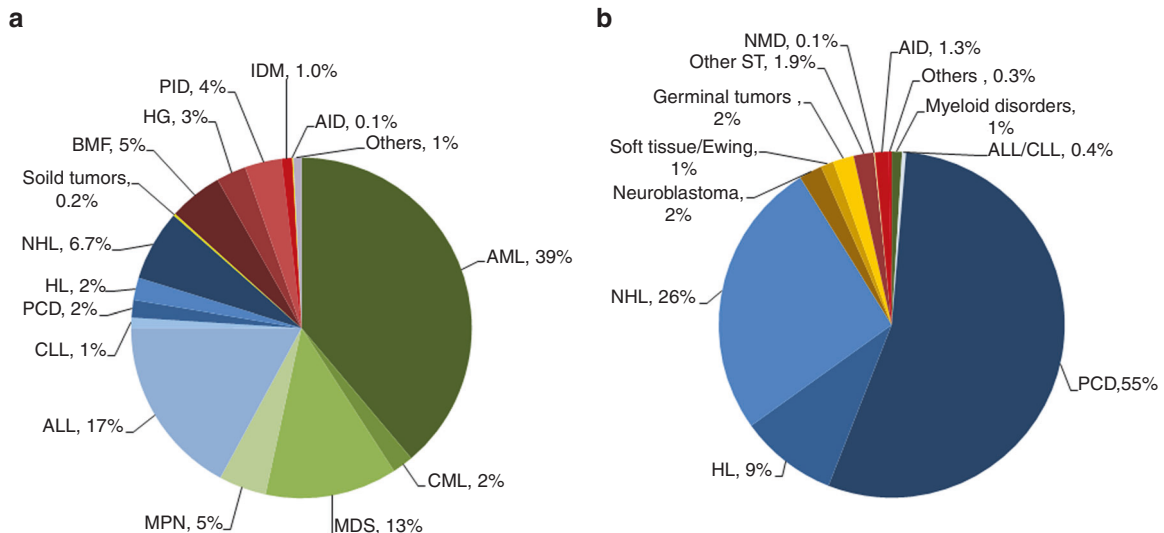 a
IDM, 1.0%
PID, 4%
HG, 3%
AID, 0.1%
BMF, 5%
Others, 1%
Soild tumors,
0.2%
NHL, 6.7%
AML, 39%
HL, 2%
PCD, 2%
CLL, 1%
ALL, 17%
CML, 2%
MPN, 5%
MDS, 13%
b
NMD, 0.1%
AID, 1.3%
Other ST, 1.9%
Others , 0.3%
Germinal tumors ,
2%
Myeloid disorders,
1%
Soft tissue/Ewing,
1%
ALL/CLL, 0.4%
Neuroblastoma,
2%
NHL, 26%
PCD,55%
HL, 9%